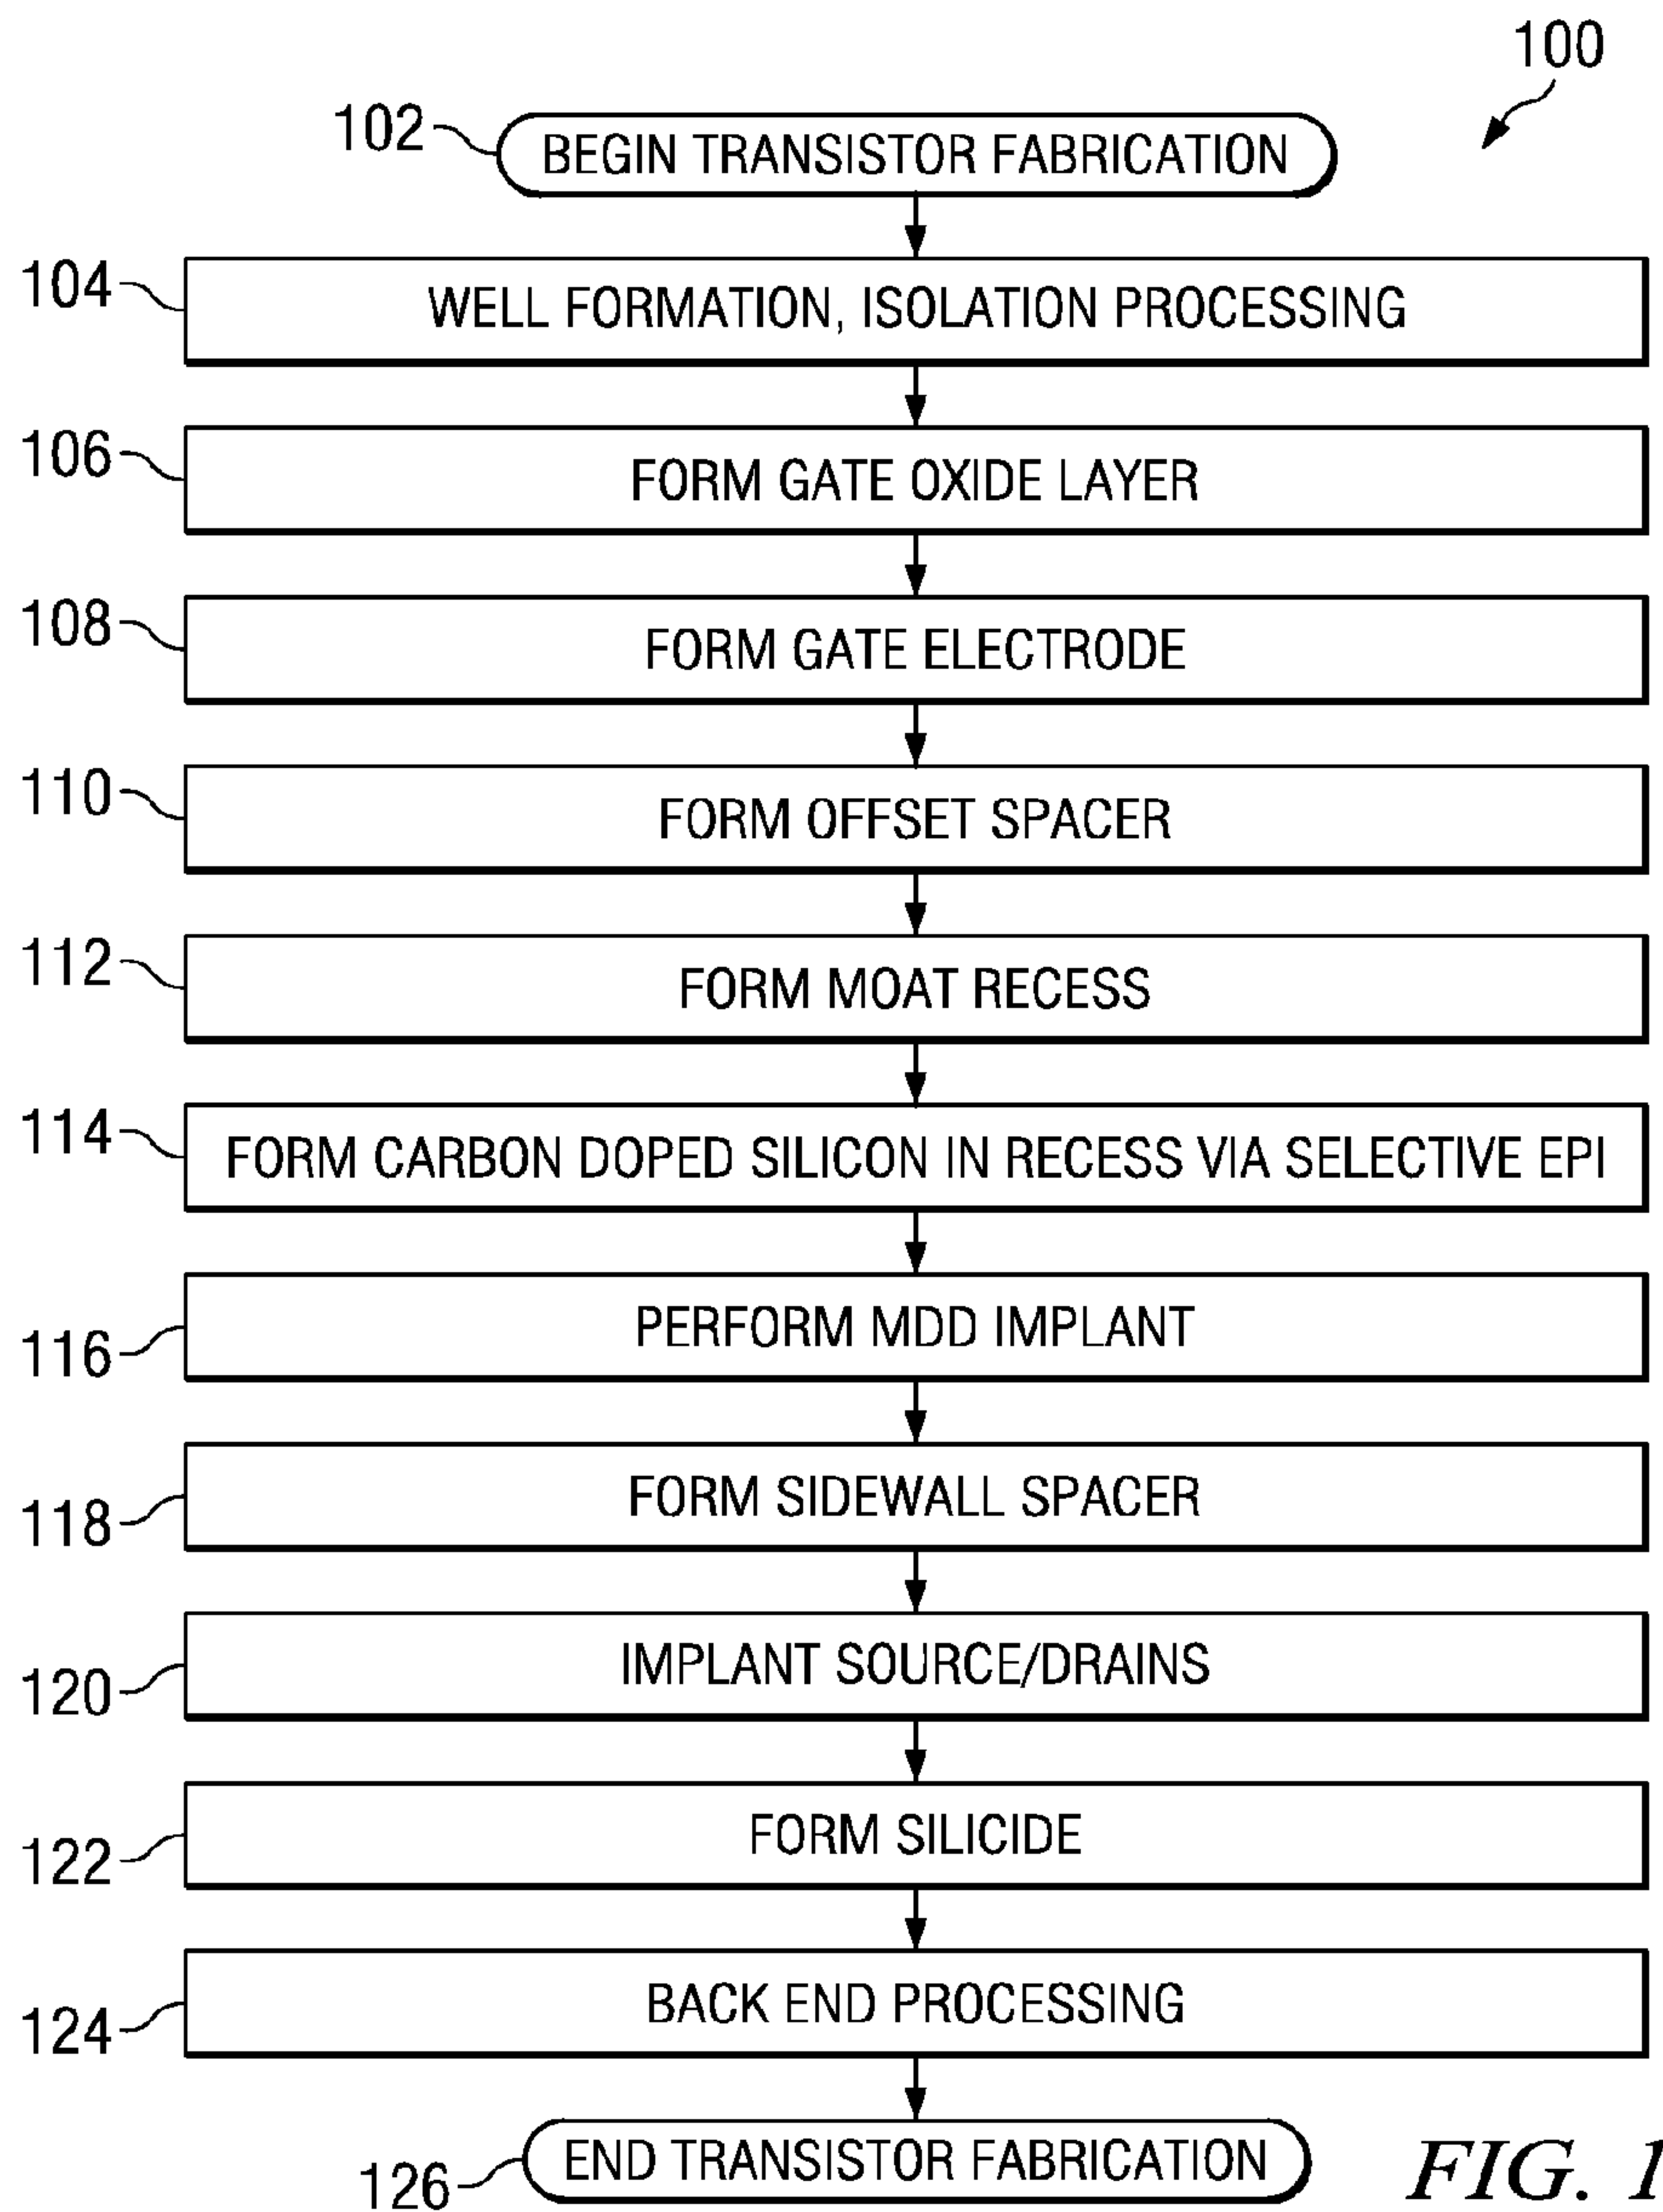 100
102 BEGIN TRANSISTOR FABRICATION
104 WELL FORMATION, ISOLATION PROCESSING
106 FORM GATE OXIDE LAYER
108 FORM GATE ELECTRODE
110 FORM OFFSET SPACER
112 FORM MOAT RECESS
114 FORM CARBON DOPED SILICON IN RECESS VIA SELECTIVE EPI
116 PERFORM MDD IMPLANT
118 FORM SIDEWALL SPACER
120 IMPLANT SOURCE/DRAINS
122 FORM SILICIDE
124 BACK END PROCESSING
126 END TRANSISTOR FABRICATION
FIG. 1